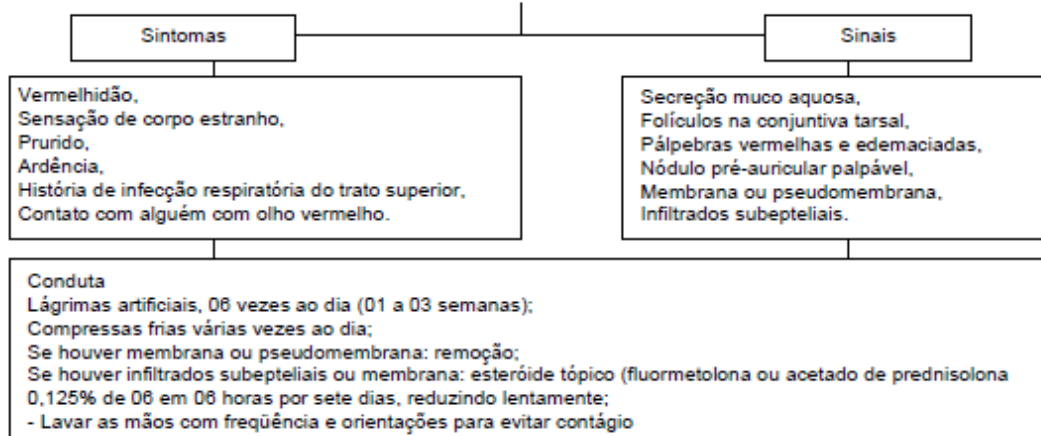 Sintomas
Sinais
Vermelhidão,
Sensação de corpo estranho,
Prurido,
Ardência,
História de infecção respiratória do trato superior,
Contato com alguém com olho vermelho.
Secreção muco aquosa,
Folículos na conjuntiva tarsal,
Pálpebras vermelhas e edemaciadas,
Nódulo pré-auricular palpável,
Membrana ou pseudomembrana,
Infiltrados subepteliais.
Conduta
Lágrimas artificiais, 06 vezes ao dia (01 a 03 semanas);
Compressas frias várias vezes ao dia;
Se houver membrana ou pseudomembrana: remoção;
Se houver infiltrados subepteliais ou membrana: esteróide tópico (fluormetolona ou acetado de prednisolona
0,125% de 06 em 06 horas por sete dias, reduzindo lentamente;
- Lavar as mãos com freqüência e orientações para evitar contágio